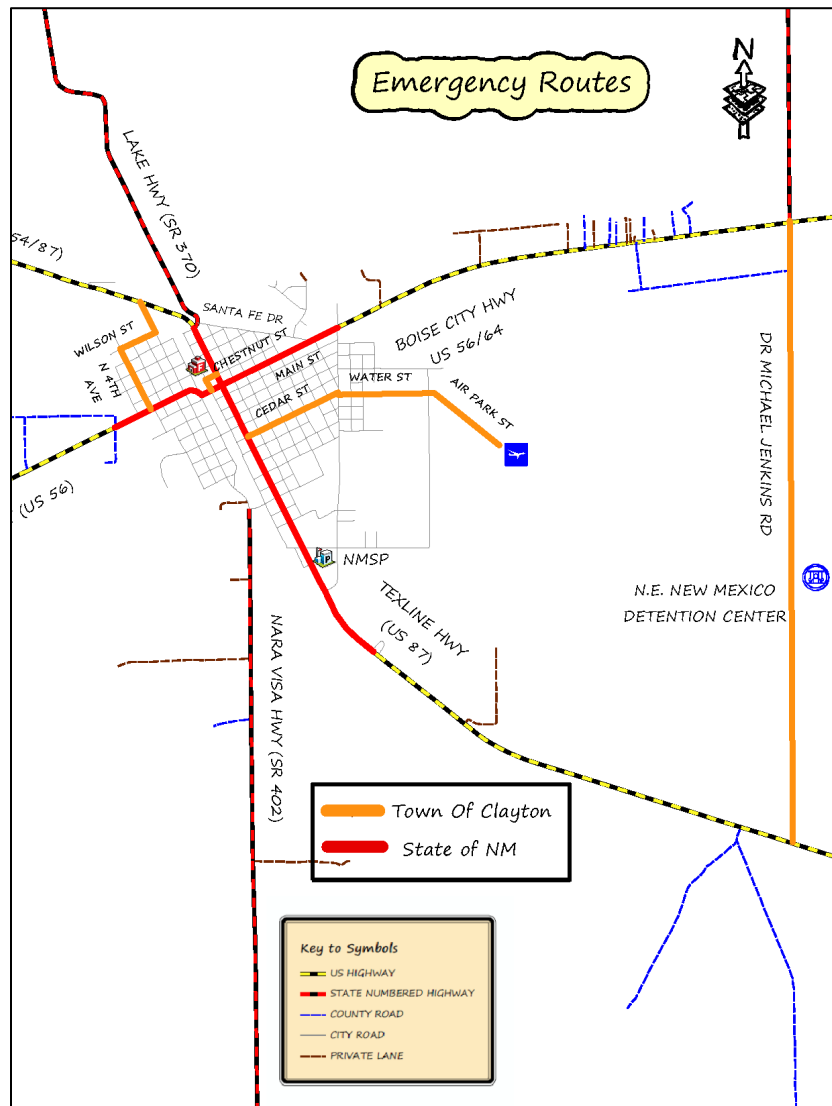 Emergency Routes
N
LAKE HWY (SR 370)
54/87)
SANTA FE DR
WILSON ST
CHESTNUT ST
BOISE CITY HWY
US 56/64
MAIN ST
N 4TH
AVE
WATER ST
CEDAR ST
AIR PARK ST
DR MICHAEL JENKINS RD
(US 56)
NMSP
N.E. NEW MEXICO
DETENTION CENTER
TEXLINE HWY
(US 87)
NARA VISA HWY (SR 402)
Town Of Clayton
State of NM
Key to Symbols
US HIGHWAY
STATE NUMBERED HIGHWAY
COUNTY ROAD
CITY ROAD
PRIVATE LANE